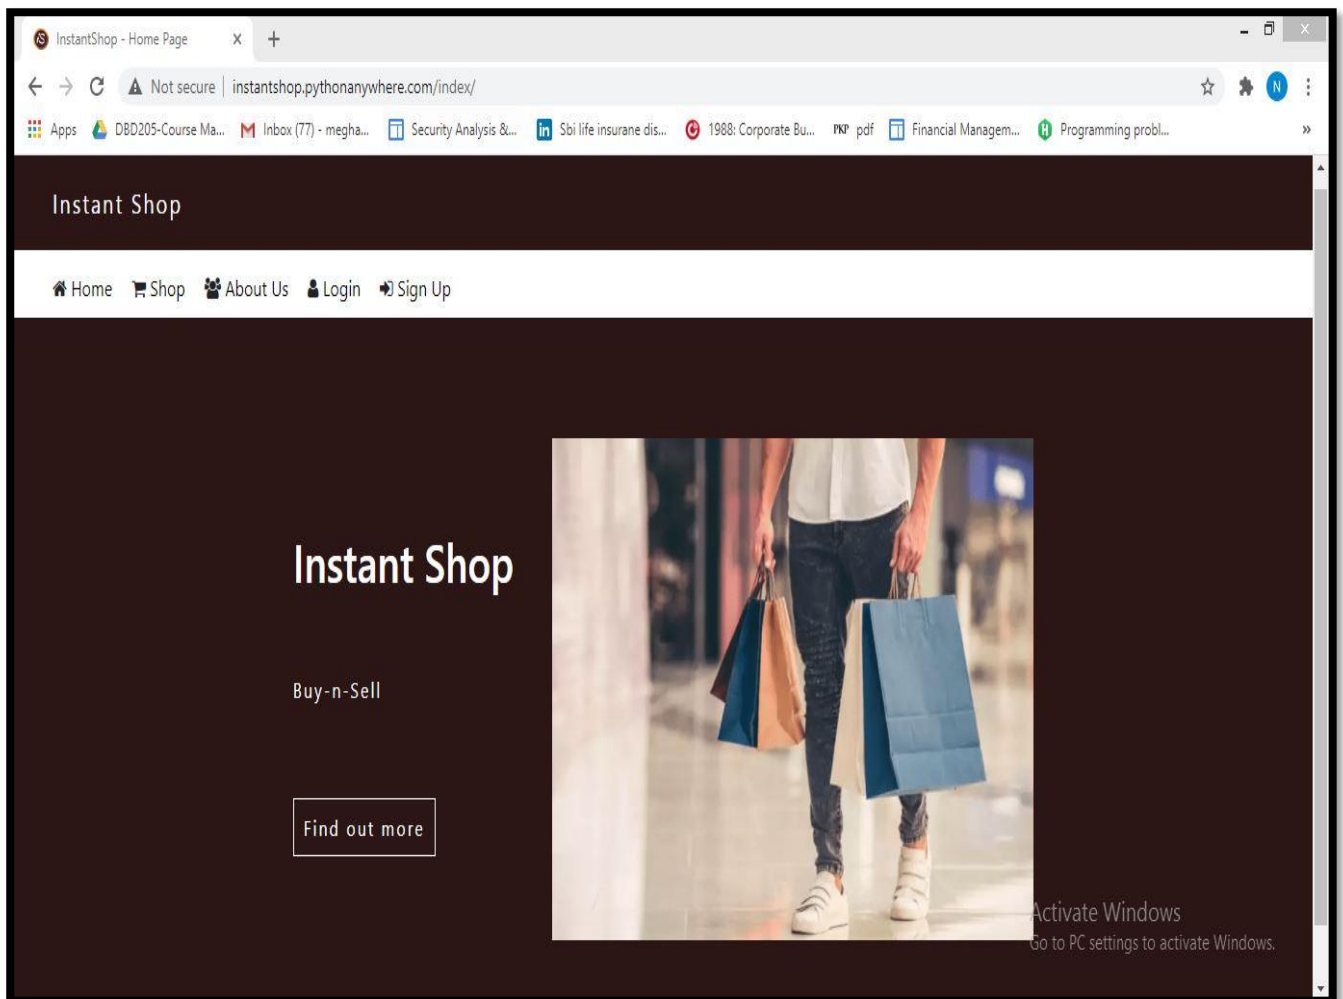 InstantShop - Home Page
Not secure instantshop.pythonanywhere.com/index/
N
Apps DBD205-Course Ma... Inbox (77) - megha... Security Analysis &... Sbi life insurane dis... 1988: Corporate Bu... PKP pdf Financial Managem... Programming probl... »
Instant Shop
Home Shop About Us Login Sign Up
Instant Shop
Buy-n-Sell
Find out more
Activate Windows
Go to PC settings to activate Windows.